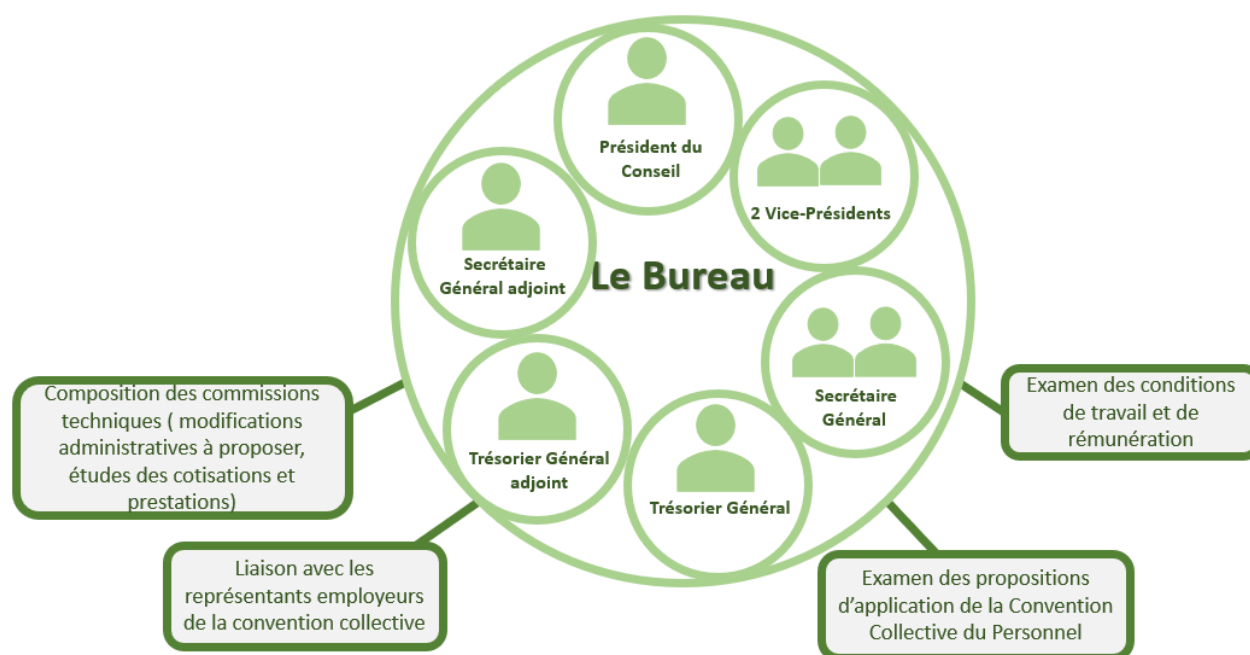 Président du
Conseil
2 Vice-Présidents
Secrétaire
Général adjoint
Le Bureau
Secrétaire
Général
Trésorier Général
adjoint
Trésorier Général
Composition des commissions
techniques ( modifications
administratives à proposer,
études des cotisations et
prestations)
Examen des conditions
de travail et de
rémunération
Liaison avec les
représentants employeurs
de la convention collective
Examen des propositions
d’application de la Convention
Collective du Personnel